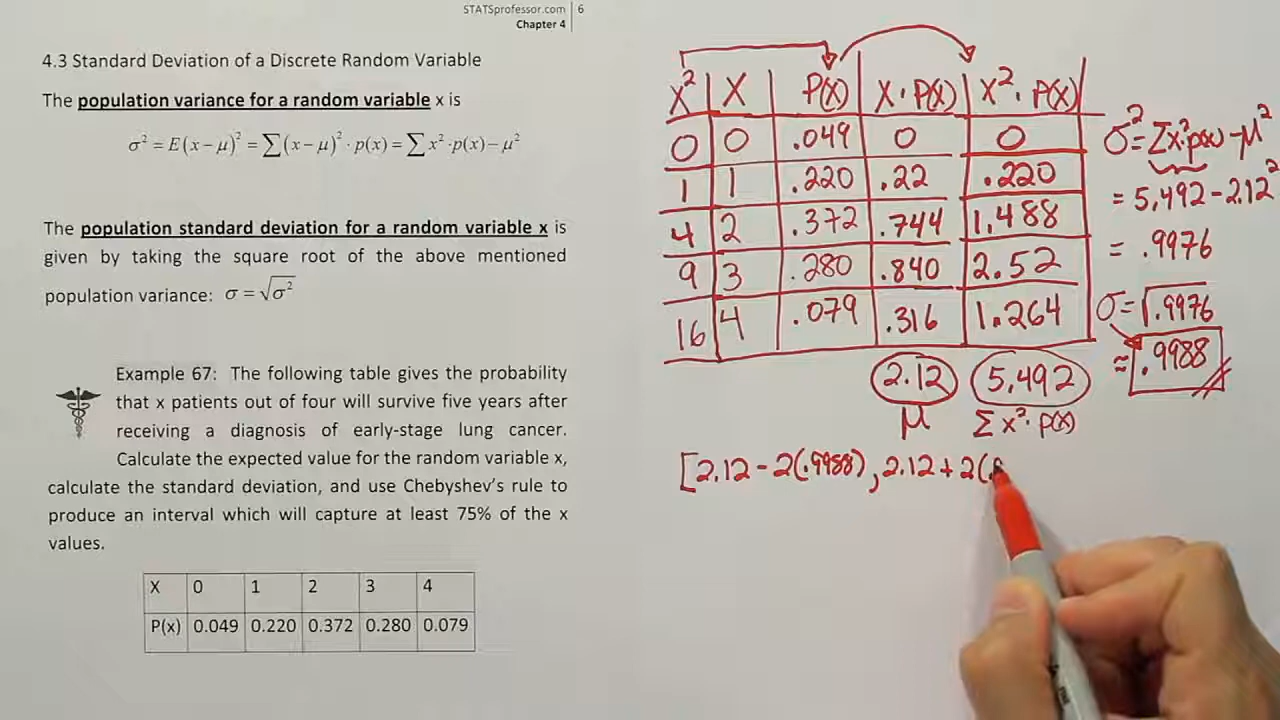 STATSprofessor.com | 6
Chapter 4
4.3 Standard Deviation of a Discrete Random Variable
The population variance for a random variable x is
σ² = E(x − μ)² = ∑(x − μ)² · p(x) = ∑ x² · p(x) − μ²
The population standard deviation for a random variable x is
given by taking the square root of the above mentioned
population variance: σ = √σ²
Example 67: The following table gives the probability
that x patients out of four will survive five years after
receiving a diagnosis of early-stage lung cancer.
Calculate the expected value for the random variable x,
calculate the standard deviation, and use Chebyshev's rule to
produce an interval which will capture at least 75% of the x
values.
X 0 1 2 3 4
P(x) 0.049 0.220 0.372 0.280 0.079
X² X P(x) X · P(x) X² · P(x)
0 0 .049 0 0
1 1 .220 .22 .220
4 2 .372 .744 1.488
9 3 .280 .840 2.52
16 4 .079 .316 1.264
2.12 5.492
μ Σ x² · p(x)
σ² = Σx²·p(x) − μ²
= 5.492 − 2.12²
= .9976
σ = √.9976
≈ .9988
[2.12 − 2(.9988), 2.12 + 2(.